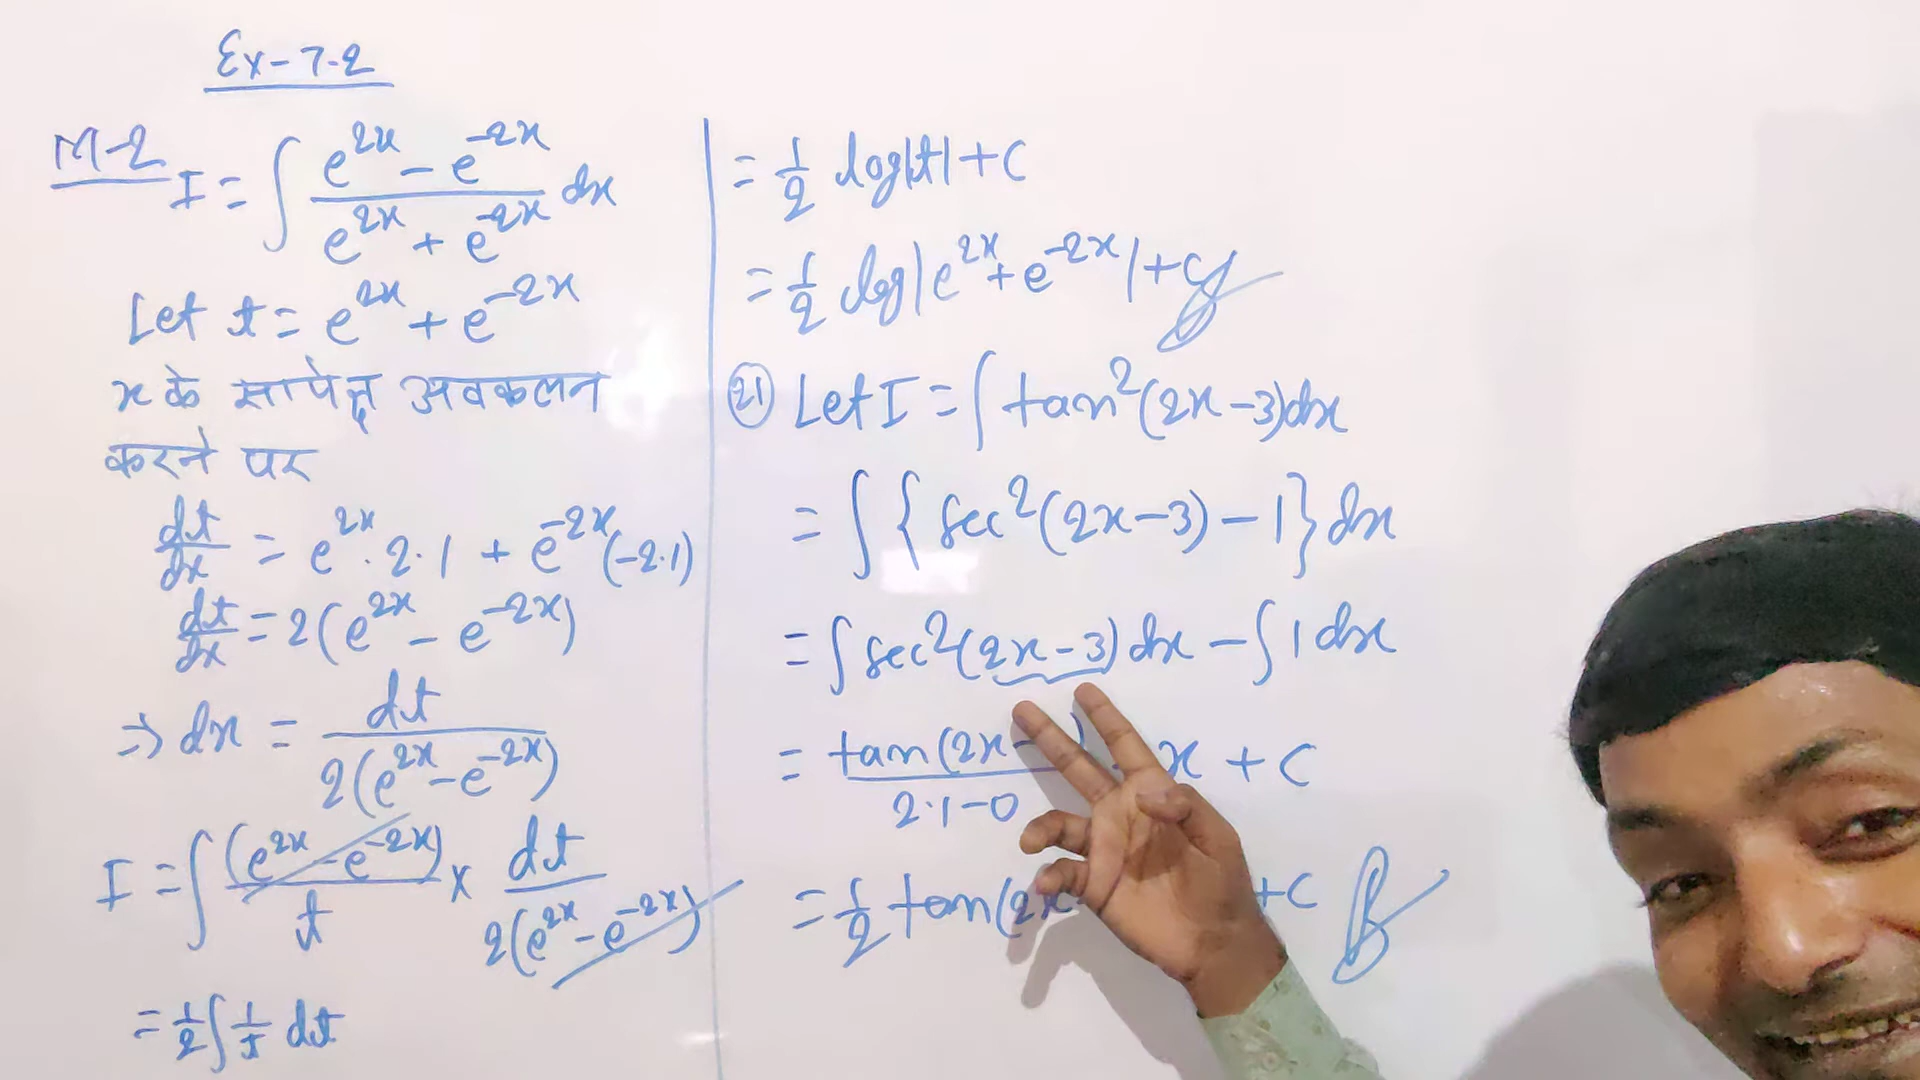 Ex-7.2
M-2 I = ∫ (e^{2x} - e^{-2x})/(e^{2x} + e^{-2x}) dx
Let t = e^{2x} + e^{-2x}
x के सापेक्ष अवकलन
करने पर
dt/dx = e^{2x} . 2.1 + e^{-2x}(-2.1)
dt/dx = 2(e^{2x} - e^{-2x})
⇒ dx = dt/2(e^{2x} - e^{-2x})
I = ∫ (e^{2x} - e^{-2x})/t × dt/2(e^{2x} - e^{-2x})
= 1/2 ∫ 1/t dt
= 1/2 log|t| + C
= 1/2 log|e^{2x} + e^{-2x}| + C
(21) Let I = ∫ tan²(2x-3)dx
= ∫ {sec²(2x-3) - 1} dx
= ∫ sec²(2x-3) dx - ∫ 1 dx
= tan(2x- )/2.1-0 - x + C
= 1/2 tan(2x +C